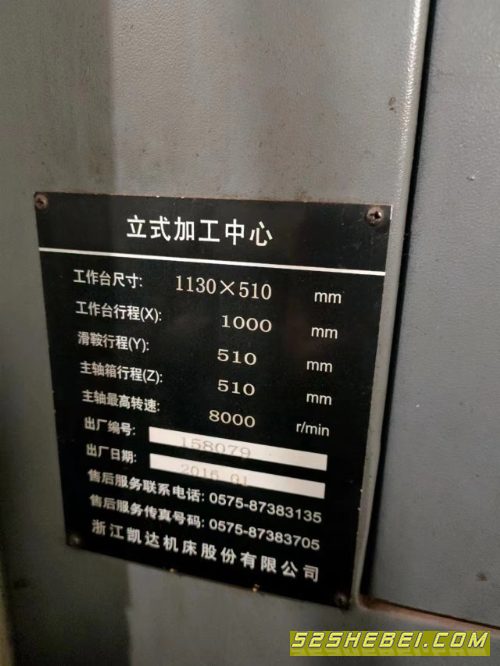 立式加工中心
工作台尺寸: 1130×510 mm
工作台行程(X): 1000 mm
滑鞍行程(Y): 510 mm
主轴箱行程(Z): 510 mm
主轴最高转速: 8000 r/min
出厂编号: 158079
出厂日期: 2016 01
售后服务联系电话: 0575-87383135
售后服务传真号码: 0575-87383705
浙江凯达机床股份有限公司
52SHEBEI.COM